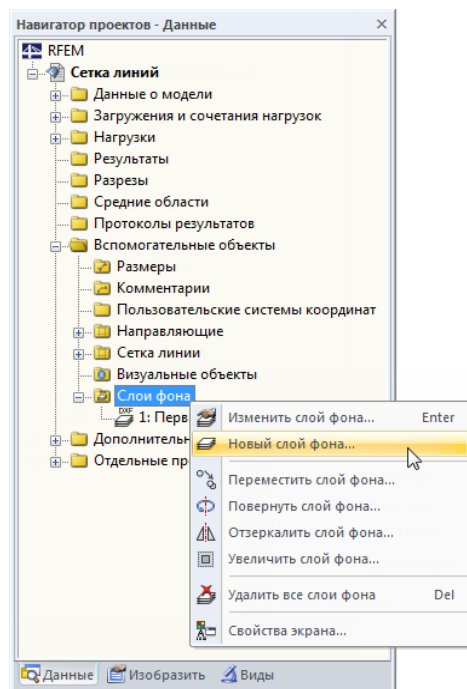 Навигатор проектов - Данные
RFEM
Сетка линий
Данные о модели
Загружения и сочетания нагрузок
Нагрузки
Результаты
Разрезы
Средние области
Протоколы результатов
Вспомогательные объекты
Размеры
Комментарии
Пользовательские системы координат
Направляющие
Сетка линии
Визуальные объекты
Слои фона
DXF
1: Перв
Изменить слой фона... Enter
Дополнительн
Новый слой фона...
Отдельные пр
Переместить слой фона...
Повернуть слой фона...
Отзеркалить слой фона...
Увеличить слой фона...
Удалить все слои фона Del
Свойства экрана...
Данные Изобразить Виды